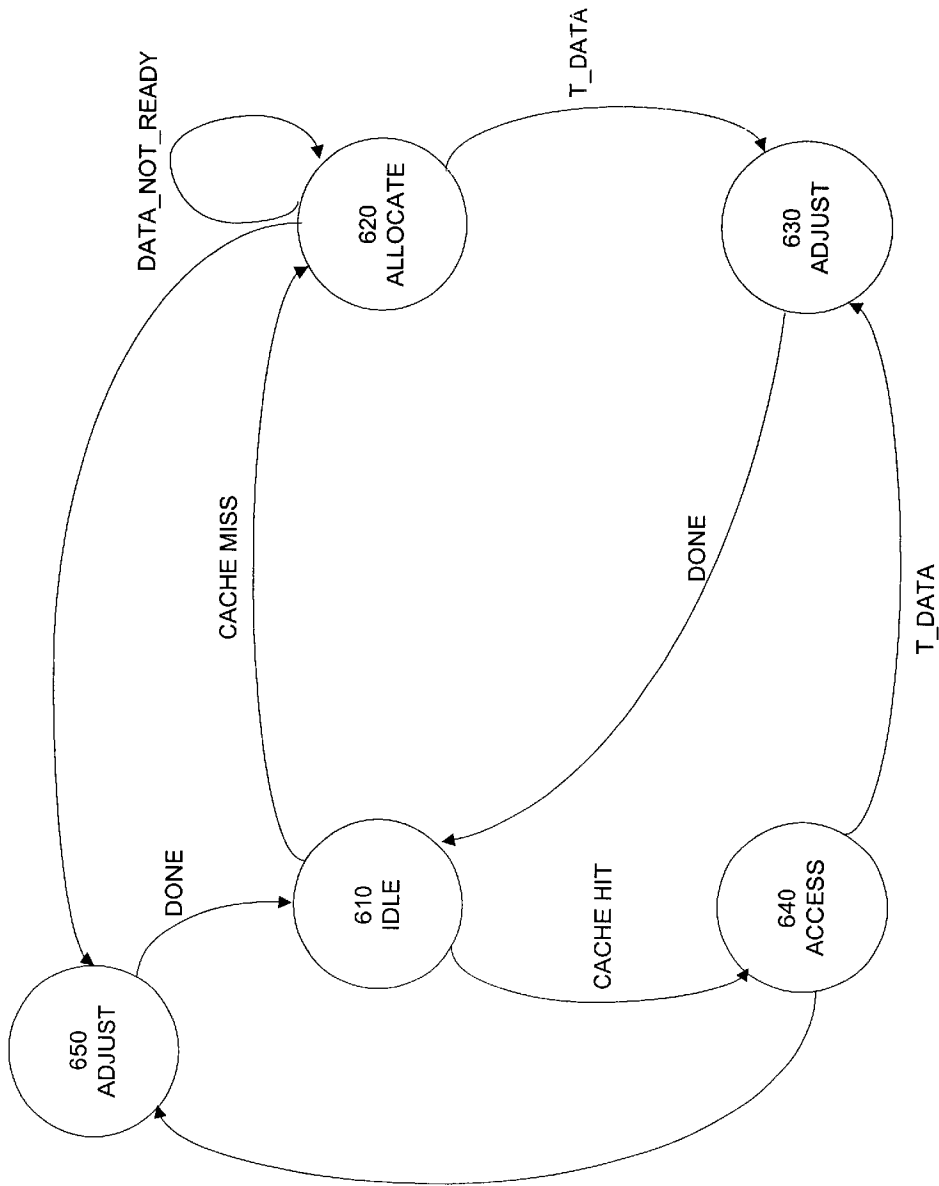 DATA_NOT_READY
T_DATA
620
ALLOCATE
630
ADJUST
CACHE MISS
DONE
T_DATA
DONE
610
IDLE
CACHE HIT
640
ACCESS
650
ADJUST